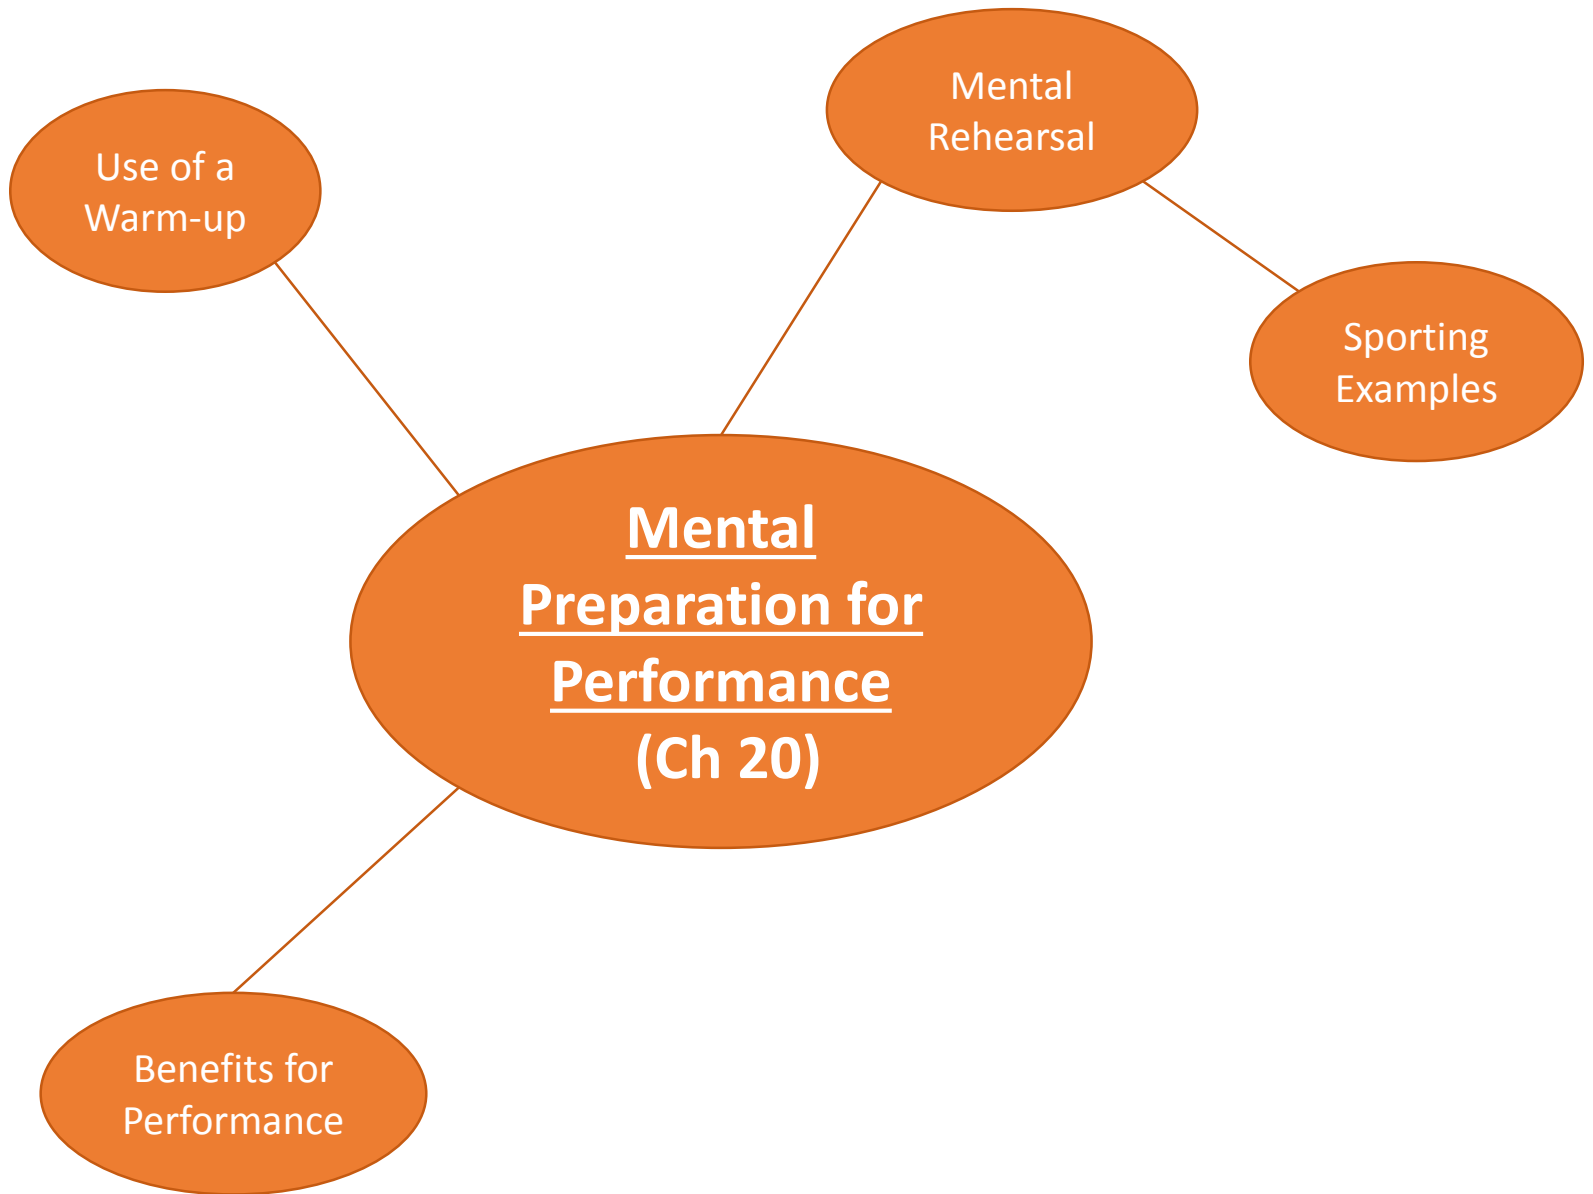 Mental
Rehearsal
Use of a
Warm-up
Sporting
Examples
Mental
Preparation for
Performance
(Ch 20)
Benefits for
Performance